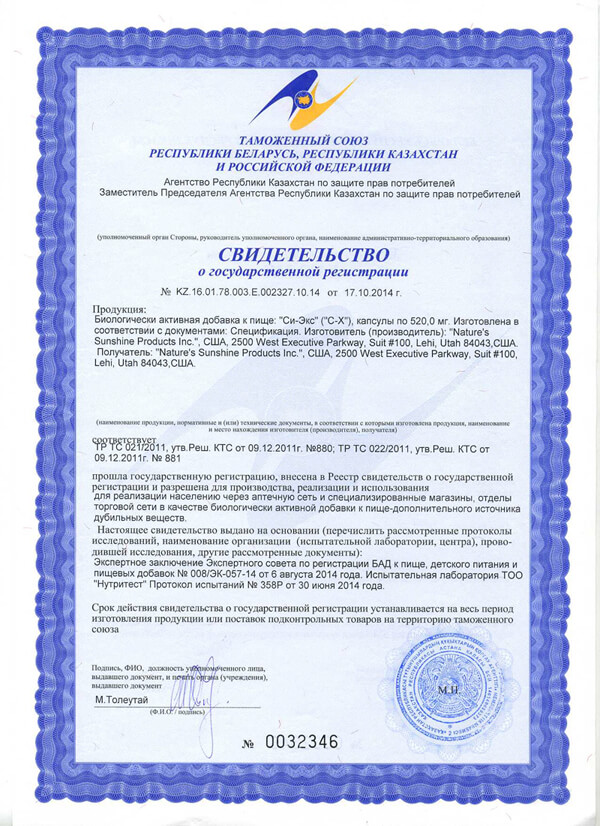 ТАМОЖЕННЫЙ СОЮЗ
РЕСПУБЛИКИ БЕЛАРУСЬ, РЕСПУБЛИКИ КАЗАХСТАН
И РОССИЙСКОЙ ФЕДЕРАЦИИ
Агентство Республики Казахстан по защите прав потребителей
Заместитель Председателя Агентства Республики Казахстан по защите прав потребителей
(уполномоченный орган Стороны, руководитель уполномоченного органа, наименование административно-территориального образования)
СВИДЕТЕЛЬСТВО
о государственной регистрации
№ KZ.16.01.78.003.E.002327.10.14 от 17.10.2014 г.
Продукция:
Биологически активная добавка к пище: "Си-Экс" ("С-Х"), капсулы по 520,0 мг. Изготовлена в
соответствии с документами: Спецификация. Изготовитель (производитель): "Nature's
Sunshine Products Inc.", США, 2500 West Executive Parkway, Suit #100, Lehi, Utah 84043,США.
Получатель: "Nature's Sunshine Products Inc.", США, 2500 West Executive Parkway, Suit #100,
Lehi, Utah 84043,США.
(наименование продукции, нормативные и (или) технические документы, в соответствии с которыми изготовлена продукция, наименование
и место нахождения изготовителя (производителя), получателя)
соответствует
ТР ТС 021/2011, утв.Реш. КТС от 09.12.2011г. №880; ТР ТС 022/2011, утв.Реш. КТС от
09.12.2011г. № 881
прошла государственную регистрацию, внесена в Реестр свидетельств о государственной
регистрации и разрешена для производства, реализации и использования
для реализации населению через аптечную сеть и специализированные магазины, отделы
торговой сети в качестве биологически активной добавки к пище-дополнительного источника
дубильных веществ.
Настоящее свидетельство выдано на основании (перечислить рассмотренные протоколы
исследований, наименование организации (испытательной лаборатории, центра), прово-
дившей исследования, другие рассмотренные документы):
Экспертное заключение Экспертного совета по регистрации БАД к пище, детского питания и
пищевых добавок № 008/ЭК-057-14 от 6 августа 2014 года. Испытательная лаборатория ТОО
"Нутритест" Протокол испытаний № 358Р от 30 июня 2014 года.
Срок действия свидетельства о государственной регистрации устанавливается на весь период
изготовления продукции или поставок подконтрольных товаров на территорию таможенного
союза
Подпись, ФИО, должность уполномоченного лица,
выдавшего документ, и печать органа (учреждения),
выдавшего документ
М.Толеутай
(Ф.И.О./ подпись)
М.П.
№ 0032346